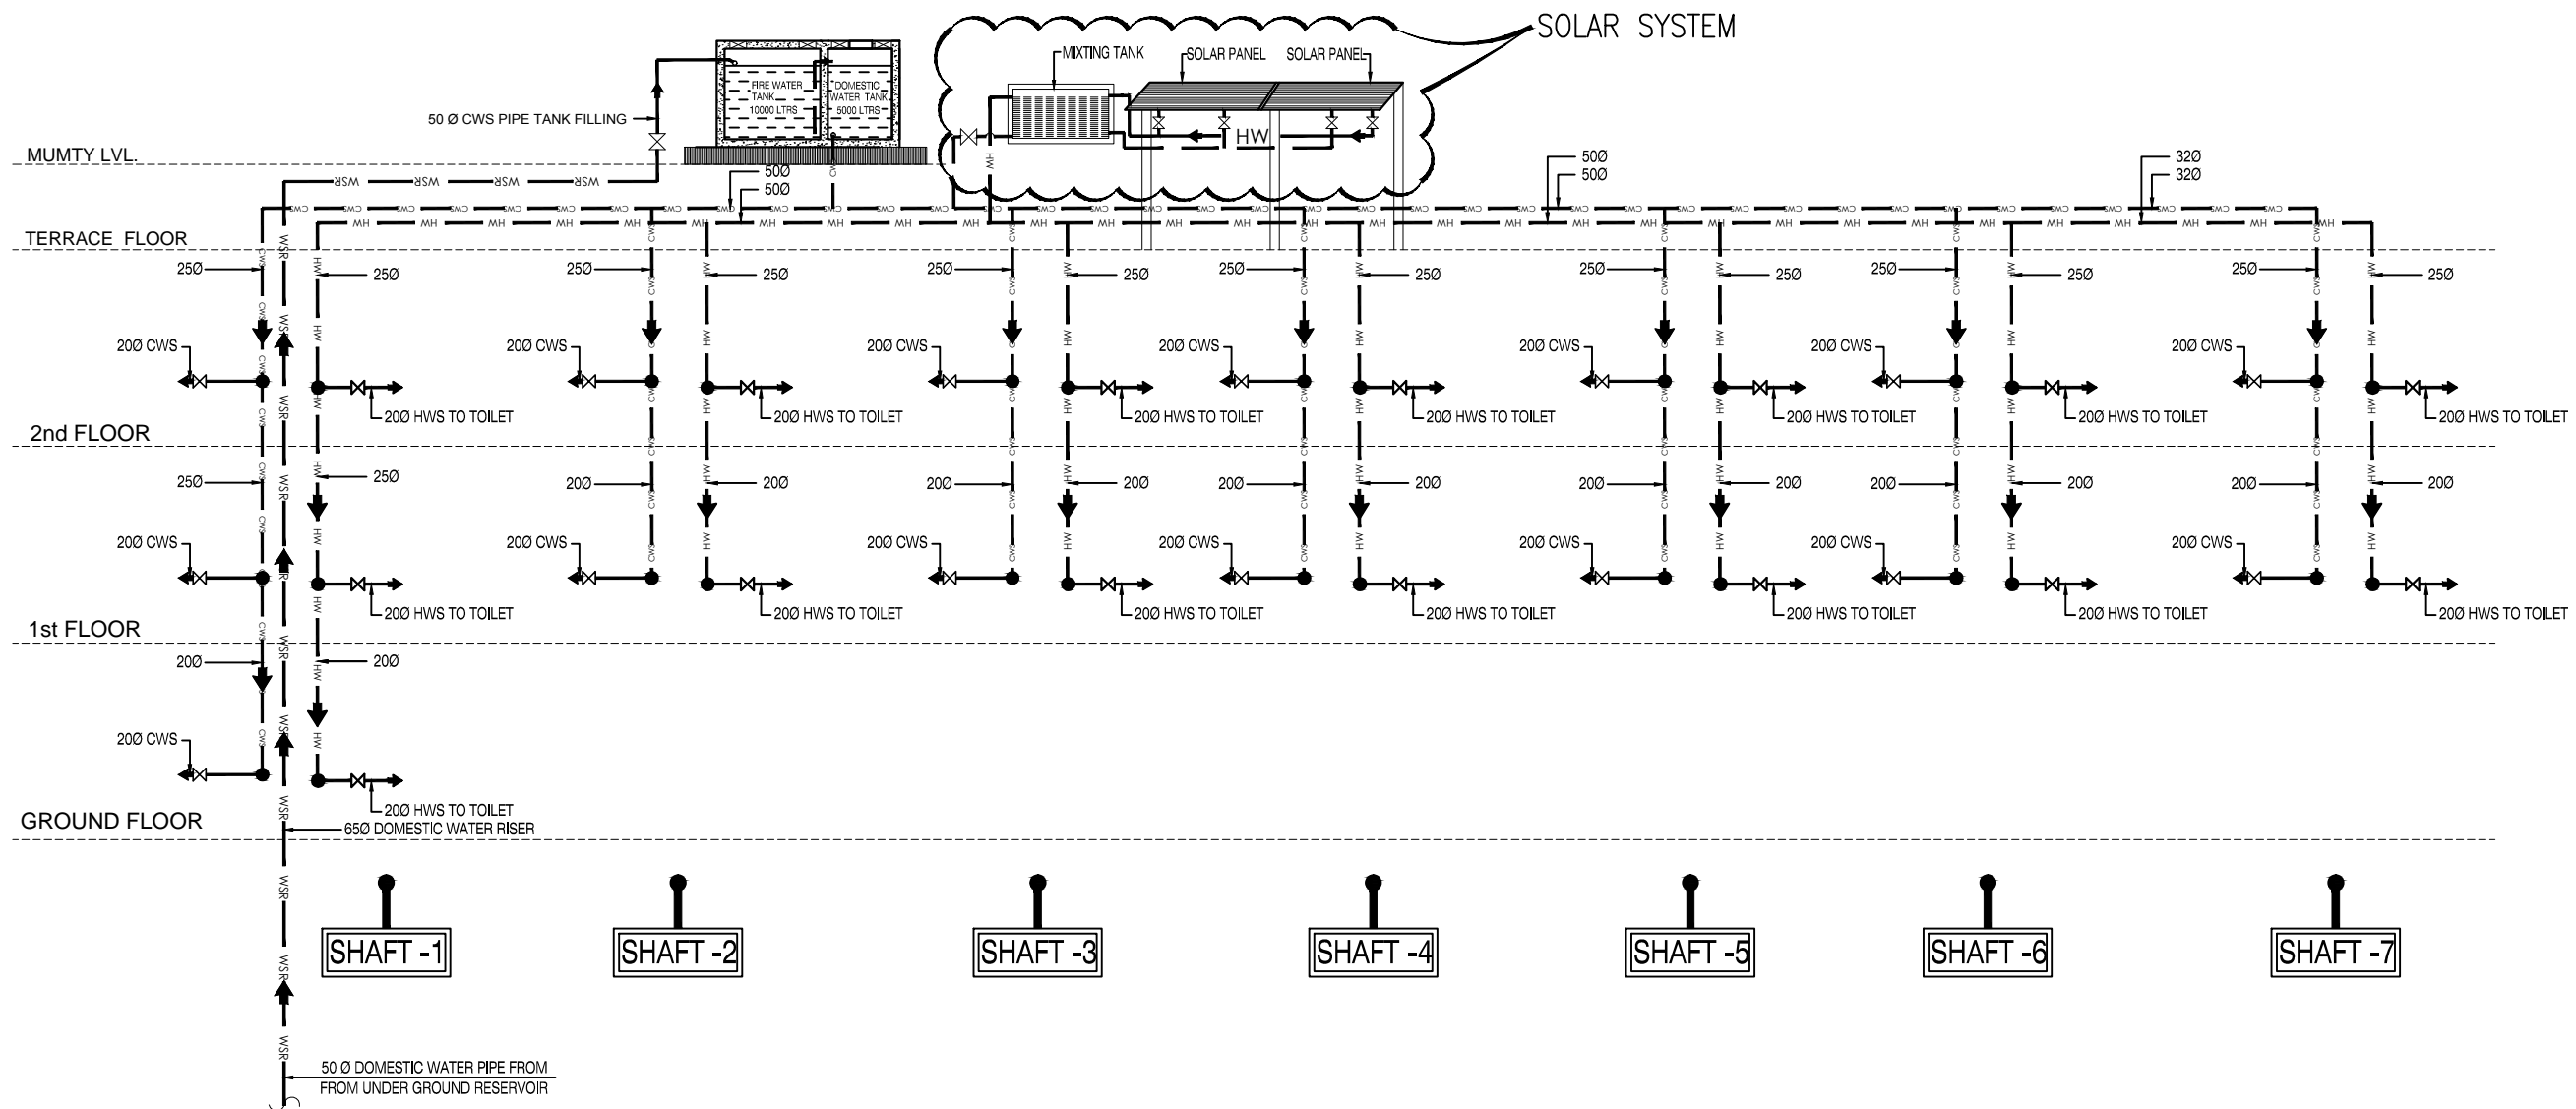 SOLAR SYSTEM
MIXTING TANK
SOLAR PANEL
SOLAR PANEL
FIRE WATER
TANK
10000 LTRS
DOMESTIC
WATER TANK
5000 LTRS
50 Ø CWS PIPE TANK FILLING
HW
MUMTY LVL.
WSR WSR WSR WSR
50Ø
50Ø
50Ø
50Ø
32Ø
32Ø
TERRACE FLOOR
25Ø 25Ø 25Ø 25Ø 25Ø 25Ø 25Ø 25Ø 25Ø 25Ø 25Ø 25Ø 25Ø 25Ø
20Ø CWS 20Ø CWS 20Ø CWS 20Ø CWS 20Ø CWS 20Ø CWS 20Ø CWS
20Ø HWS TO TOILET 20Ø HWS TO TOILET 20Ø HWS TO TOILET 20Ø HWS TO TOILET 20Ø HWS TO TOILET 20Ø HWS TO TOILET 20Ø HWS TO TOILET
2nd FLOOR
25Ø 25Ø 20Ø 20Ø 20Ø 20Ø 20Ø 20Ø 20Ø 20Ø 20Ø 20Ø 20Ø 20Ø
20Ø CWS 20Ø CWS 20Ø CWS 20Ø CWS 20Ø CWS 20Ø CWS 20Ø CWS
20Ø HWS TO TOILET 20Ø HWS TO TOILET 20Ø HWS TO TOILET 20Ø HWS TO TOILET 20Ø HWS TO TOILET 20Ø HWS TO TOILET 20Ø HWS TO TOILET
1st FLOOR
20Ø 20Ø
20Ø CWS
20Ø HWS TO TOILET
GROUND FLOOR
65Ø DOMESTIC WATER RISER
SHAFT -1 SHAFT -2 SHAFT -3 SHAFT -4 SHAFT -5 SHAFT -6 SHAFT -7
50 Ø DOMESTIC WATER PIPE FROM
FROM UNDER GROUND RESERVOIR